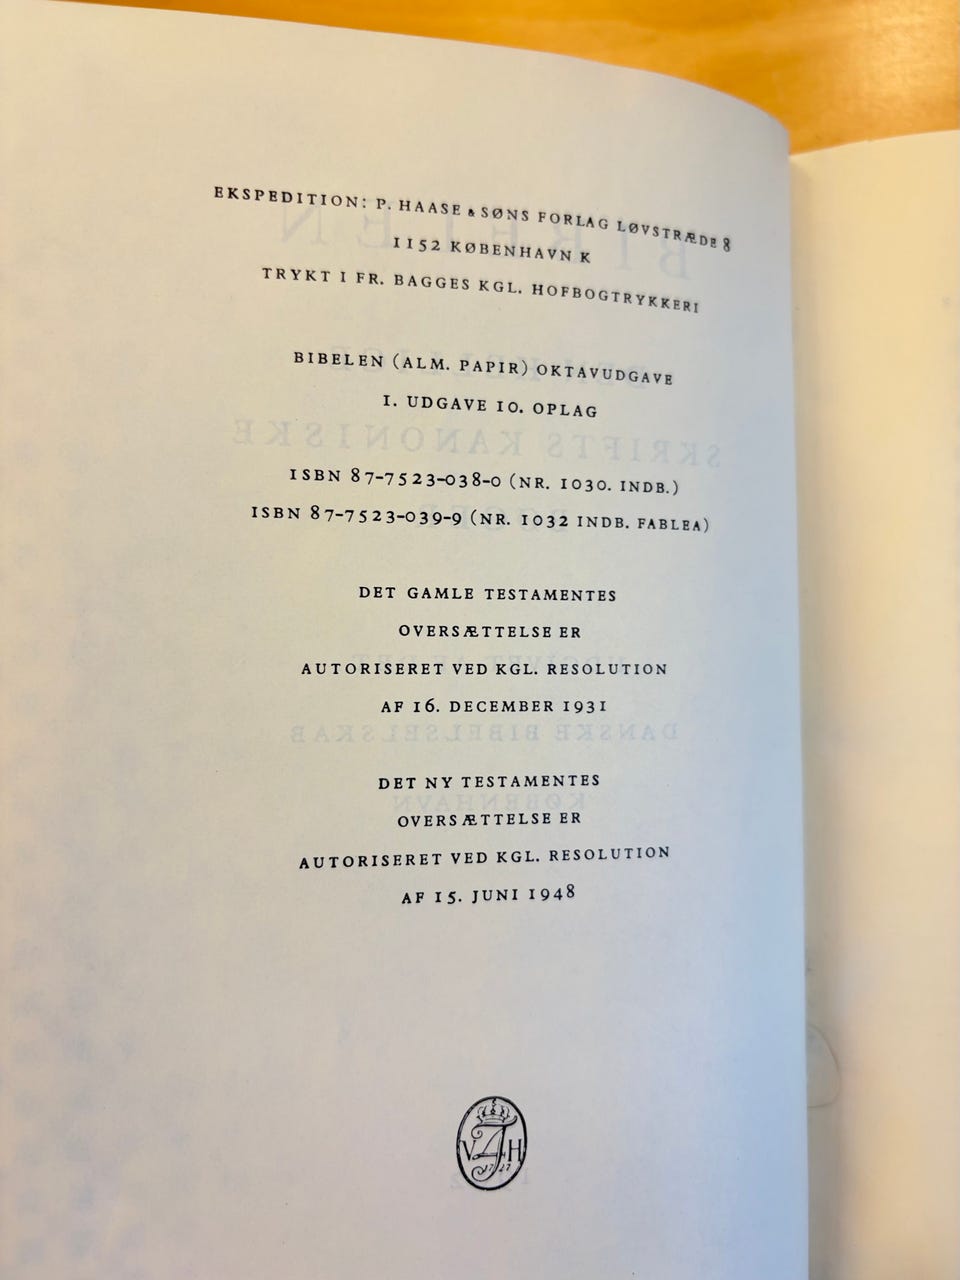 EKSPEDITION: P. HAASE & SØNS FORLAG LØVSTRÆDE 8
1152 KØBENHAVN K
TRYKT I FR. BAGGES KGL. HOFBOGTRYKKERI
BIBELEN (ALM. PAPIR) OKTAVUDGAVE
1. UDGAVE 10. OPLAG
ISBN 87-7523-038-0 (NR. 1030. INDB.)
ISBN 87-7523-039-9 (NR. 1032 INDB. FABLEA)
DET GAMLE TESTAMENTES
OVERSÆTTELSE ER
AUTORISERET VED KGL. RESOLUTION
AF 16. DECEMBER 1931
DET NY TESTAMENTES
OVERSÆTTELSE ER
AUTORISERET VED KGL. RESOLUTION
AF 15. JUNI 1948
V H
1727